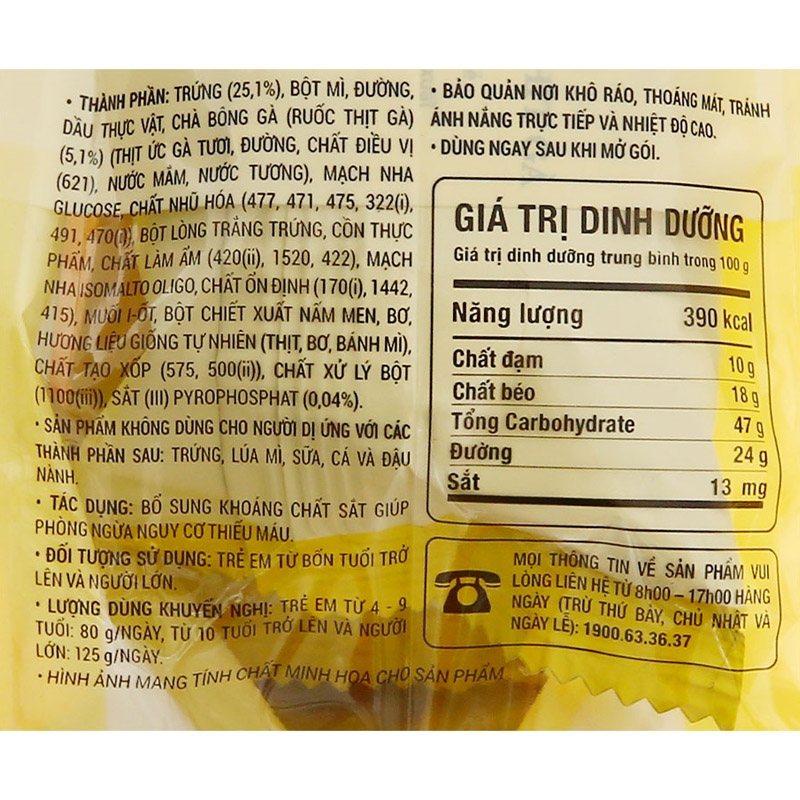 • THÀNH PHẦN: TRỨNG (25,1%), BỘT MÌ, ĐƯỜNG,
DẦU THỰC VẬT, CHÀ BÔNG GÀ (RUỐC THỊT GÀ)
(5,1%) (THỊT ỨC GÀ TƯƠI, ĐƯỜNG, CHẤT ĐIỀU VỊ
(621), NƯỚC MẮM, NƯỚC TƯƠNG), MẠCH NHA
GLUCOSE, CHẤT NHŨ HÓA (477, 471, 475, 322(i),
491, 470(i)), BỘT LÒNG TRẮNG TRỨNG, CỒN THỰC
PHẨM, CHẤT LÀM ẨM (420(ii), 1520, 422), MẠCH
NHA ISOMALTO OLIGO, CHẤT ỔN ĐỊNH (170(i), 1442,
415), MUỐI I-ỐT, BỘT CHIẾT XUẤT NẤM MEN, BƠ,
HƯƠNG LIỆU GIỐNG TỰ NHIÊN (THỊT, BƠ, BÁNH MÌ),
CHẤT TẠO XỐP (575, 500(ii)), CHẤT XỬ LÝ BỘT
(1100(iii)), SẮT (III) PYROPHOSPHAT (0,04%).
• SẢN PHẨM KHÔNG DÙNG CHO NGƯỜI DỊ ỨNG VỚI CÁC
THÀNH PHẦN SAU: TRỨNG, LÚA MÌ, SỮA, CÁ VÀ ĐẬU
NÀNH.
• TÁC DỤNG: BỔ SUNG KHOÁNG CHẤT SẮT GIÚP
PHÒNG NGỪA NGUY CƠ THIẾU MÁU.
• ĐỐI TƯỢNG SỬ DỤNG: TRẺ EM TỪ BỐN TUỔI TRỞ
LÊN VÀ NGƯỜI LỚN.
• LƯỢNG DÙNG KHUYẾN NGHỊ: TRẺ EM TỪ 4 - 9
TUỔI: 80 g/NGÀY, TỪ 10 TUỔI TRỞ LÊN VÀ NGƯỜI
LỚN: 125 g/NGÀY.
• HÌNH ẢNH MANG TÍNH CHẤT MINH HỌA CHO SẢN PHẨM
• BẢO QUẢN NƠI KHÔ RÁO, THOÁNG MÁT, TRÁNH
ÁNH NẮNG TRỰC TIẾP VÀ NHIỆT ĐỘ CAO.
• DÙNG NGAY SAU KHI MỞ GÓI.
GIÁ TRỊ DINH DƯỠNG
Giá trị dinh dưỡng trung bình trong 100 g
Năng lượng 390 kcal
Chất đạm 10 g
Chất béo 18 g
Tổng Carbohydrate 47 g
Đường 24 g
Sắt 13 mg
MỌI THÔNG TIN VỀ SẢN PHẨM VUI
LÒNG LIÊN HỆ TỪ 8h00 – 17h00 HÀNG
NGÀY (TRỪ THỨ BẢY, CHỦ NHẬT VÀ
NGÀY LỄ): 1900.63.36.37